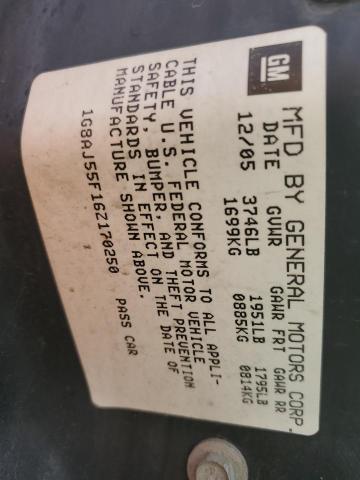 GM
MFD BY GENERAL MOTORS CORP.
DATE GVWR GAWR FRT GAWR RR
12/05 3746LB 1951LB 1795LB
1699KG 0885KG 0814KG
THIS VEHICLE CONFORMS TO ALL APPLI-
CABLE U.S. FEDERAL MOTOR VEHICLE
SAFETY, BUMPER, AND THEFT PREVENTION
STANDARDS IN EFFECT ON THE DATE OF
MANUFACTURE SHOWN ABOVE.
1G8AJ55F16Z170250 PASS CAR